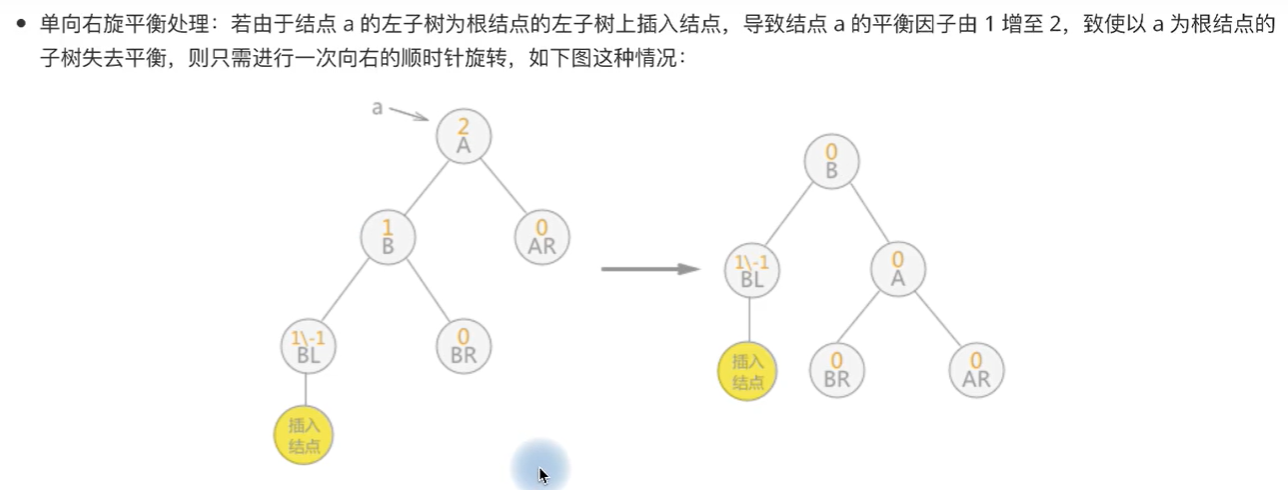 单向右旋平衡处理：若由于结点 a 的左子树为根结点的左子树上插入结点，导致结点 a 的平衡因子由 1 增至 2，致使以 a 为根结点的
子树失去平衡，则只需进行一次向右的顺时针旋转，如下图这种情况：
a
2
A
1
B
0
AR
1\-1
BL
0
BR
插入
结点
0
B
1\-1
BL
0
A
插入
结点
0
BR
0
AR